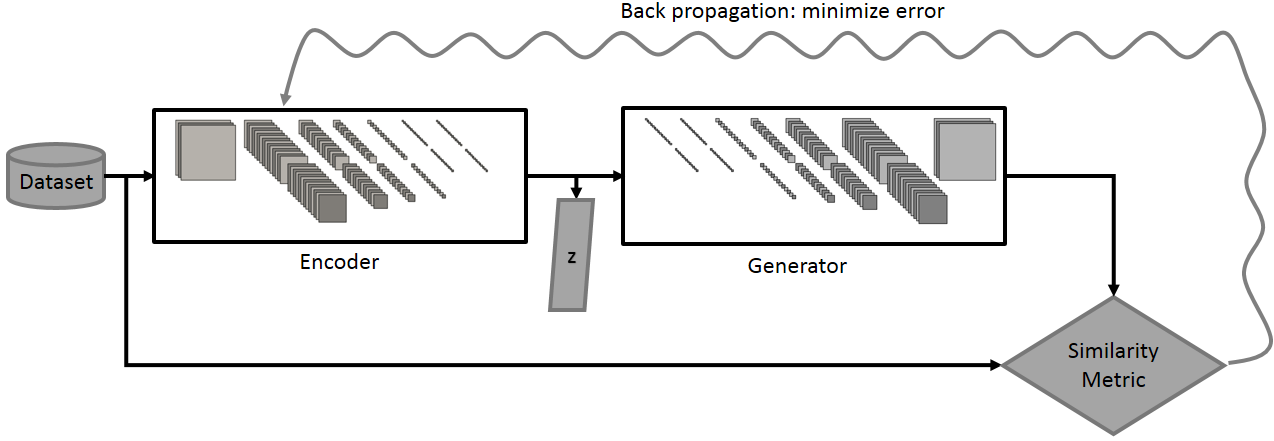 Back propagation: minimize error
Dataset
Encoder
z
Generator
Similarity
Metric